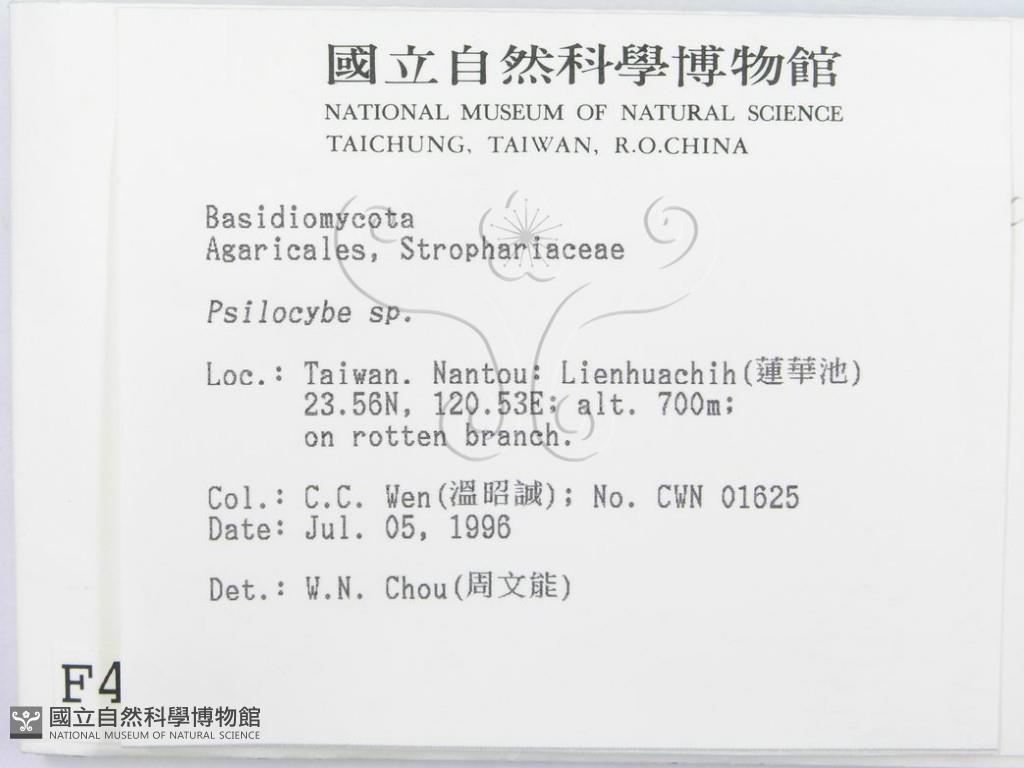 國立自然科學博物館
NATIONAL MUSEUM OF NATURAL SCIENCE
TAICHUNG, TAIWAN, R.O.CHINA
Basidiomycota
Agaricales, Strophariaceae
Psilocybe sp.
Loc.: Taiwan. Nantou: Lienhuachih(蓮華池)
23.56N, 120.53E; alt. 700m;
on rotten branch.
Col.: C.C. Wen(溫昭誠); No. CWN 01625
Date: Jul. 05, 1996
Det.: W.N. Chou(周文能)
F4
國立自然科學博物館
NATIONAL MUSEUM OF NATURAL SCIENCE